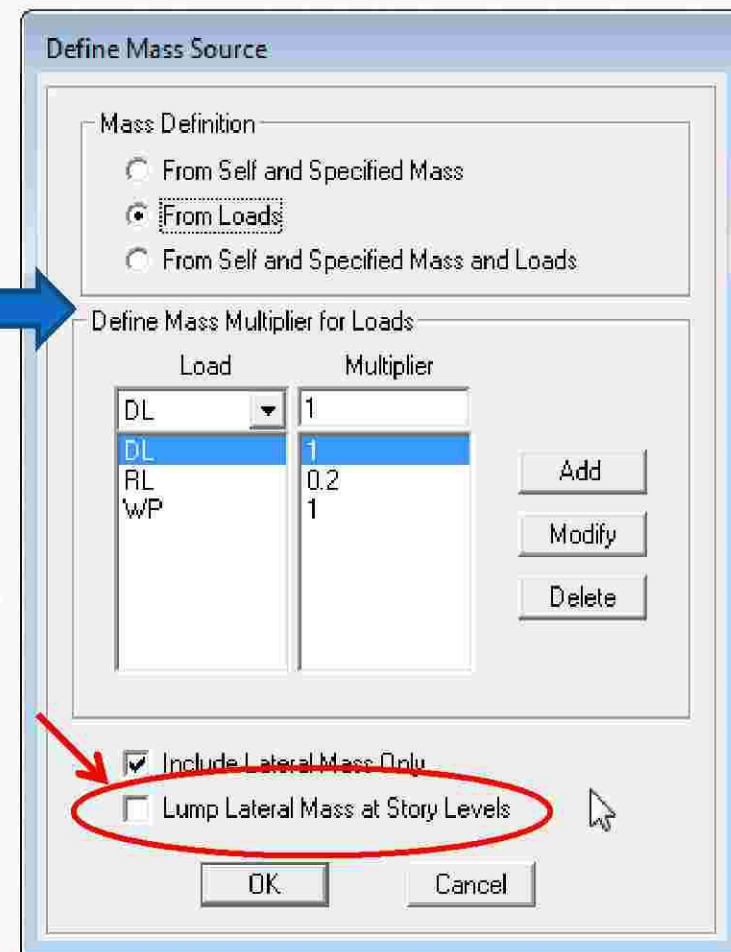 Define Mass Source
Mass Definition
From Self and Specified Mass
From Loads
From Self and Specified Mass and Loads
Define Mass Multiplier for Loads
Load Multiplier
DL 1
DL 1
RL 0.2
WP 1
Add
Modify
Delete
Include Lateral Mass Only
Lump Lateral Mass at Story Levels
OK Cancel